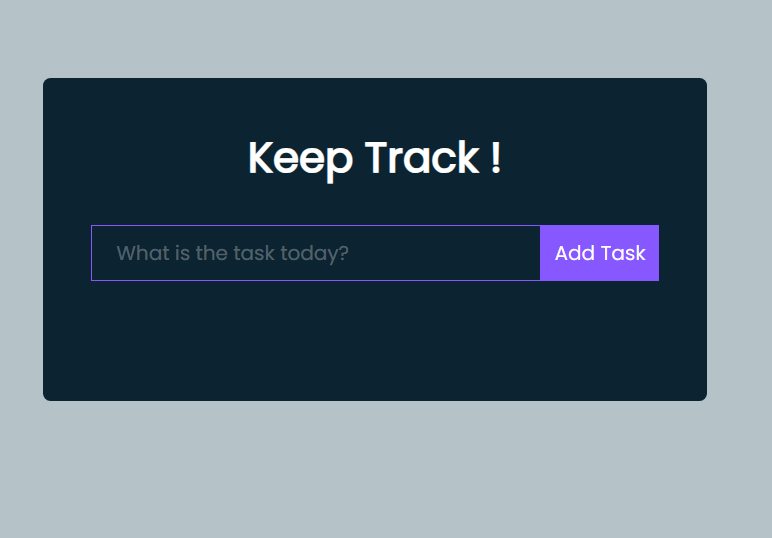 Keep Track !
What is the task today?
Add Task